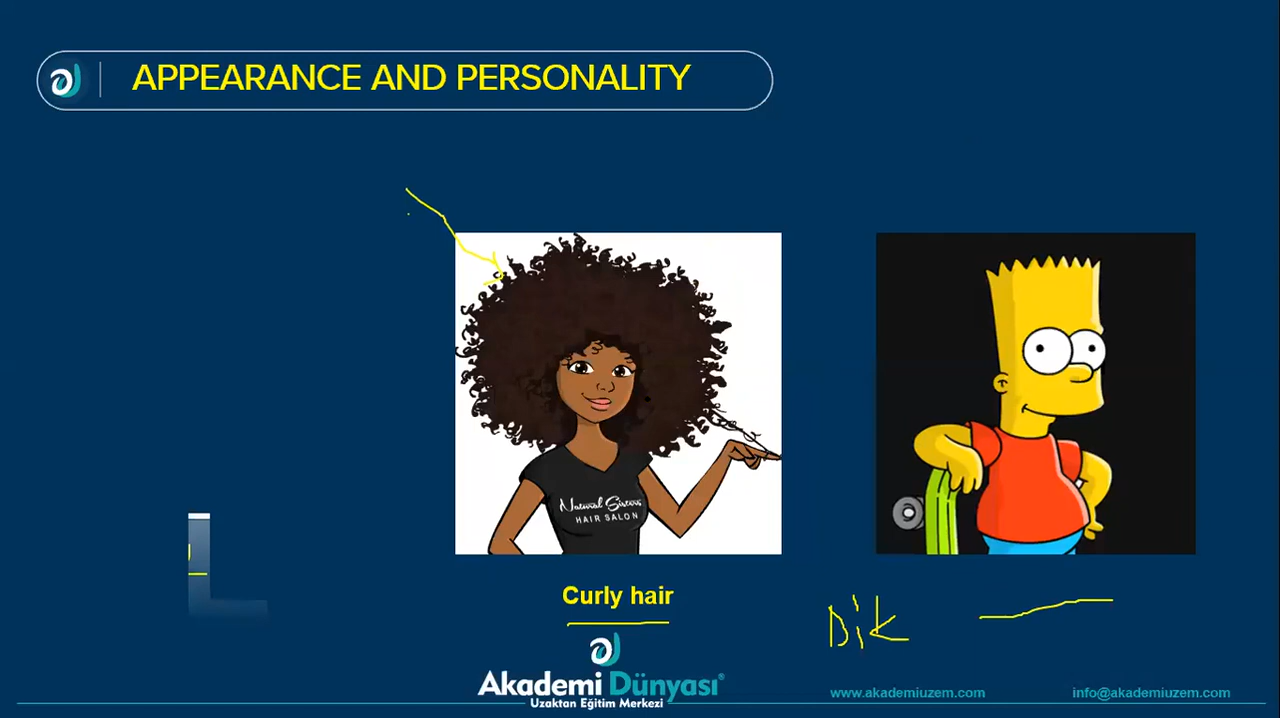 APPEARANCE AND PERSONALITY
Natural Sisters
HAIR SALON
Curly hair
Dik
Akademi Dünyası®
Uzaktan Eğitim Merkezi
www.akademiuzem.com
info@akademiuzem.com